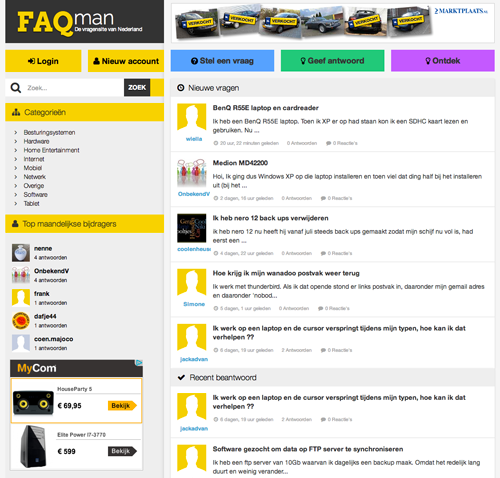 FAQman
De vragensite van Nederland
VERKOCHT VERKOCHT VERKOCHT VERKOCHT
MARKTPLAATS.NL
Login
Nieuw account
Stel een vraag
Geef antwoord
Ontdek
Zoek...
ZOEK
Categorieën
Besturingsystemen
Hardware
Home Entertainment
Internet
Mobiel
Netwerk
Overige
Software
Tablet
Top maandelijkse bijdragers
nenne
4 antwoorden
OnbekendV
4 antwoorden
frank
1 antwoorden
dafje44
1 antwoorden
coen.majoco
1 antwoorden
MyCom
HouseParty 5
€ 69,95
Bekijk
Elite Power I7-3770
€ 599
Bekijk
Nieuwe vragen
BenQ R55E laptop en cardreader
Ik heb een BenQ R55E laptop. Toen ik XP er op had staan kon ik een SDHC kaart lezen en
gebruiken. Nu ...
wiella
20 uur, 22 minuten geleden 0 Antwoorden 0 Reactie's
Medion MD42200
Hoi, Ik ging dus Windows XP op die laptop installeren en toen viel dat ding half bij het installeren
uit (bij het ...
OnbekendV
2 dagen, 19 uur geleden 0 Antwoorden 0 Reactie's
Ik heb nero 12 back ups verwijderen
Ik heb nero 12 nu heeft hij vanaf juli steeds back ups gemaakt zodat mijn schijf nu vol is, had
eerst een ...
coolenheuse
4 dagen, 18 uur geleden 0 Antwoorden 0 Reactie's
Hoe krijg ik mijn wanadoo postvak weer terug
Ik werk met thunderbird. Als ik dat opende stond er links postvak in, daaronder mijn gemail adres
en daaronder 'nobod...
Simone
5 dagen, 1 uur geleden 0 Antwoorden 0 Reactie's
Ik werk op een laptop en de cursor verspringt tijdens mijn typen, hoe kan ik dat
verhelpen ??
jackadvan
6 dagen, 19 uur geleden 2 Antwoorden 0 Reactie's
Recent beantwoord
Ik werk op een laptop en de cursor verspringt tijdens mijn typen, hoe kan ik dat
verhelpen ??
jackadvan
6 dagen, 19 uur geleden 2 Antwoorden 0 Reactie's
Software gezocht om data op FTP server te synchroniseren
Ik heb een ftp server van 10Gb waarvan ik dagelijks een backup maak. Omdat het redelijk lang
duurt en weinig verander...